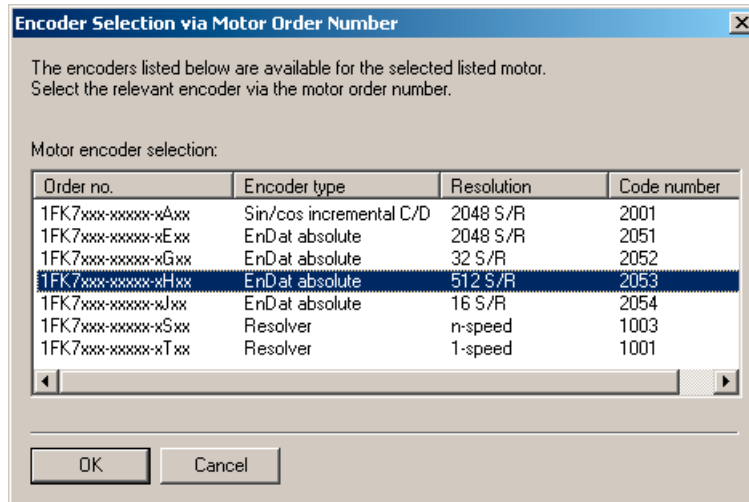 Encoder Selection via Motor Order Number
The encoders listed below are available for the selected listed motor.
Select the relevant encoder via the motor order number.
Motor encoder selection:
Order no. Encoder type Resolution Code number
1FK7xxx-xxxxx-xAxx Sin/cos incremental C/D 2048 S/R 2001
1FK7xxx-xxxxx-xExx EnDat absolute 2048 S/R 2051
1FK7xxx-xxxxx-xGxx EnDat absolute 32 S/R 2052
1FK7xxx-xxxxx-xHxx EnDat absolute 512 S/R 2053
1FK7xxx-xxxxx-xJxx EnDat absolute 16 S/R 2054
1FK7xxx-xxxxx-xSxx Resolver n-speed 1003
1FK7xxx-xxxxx-xTxx Resolver 1-speed 1001
OK Cancel